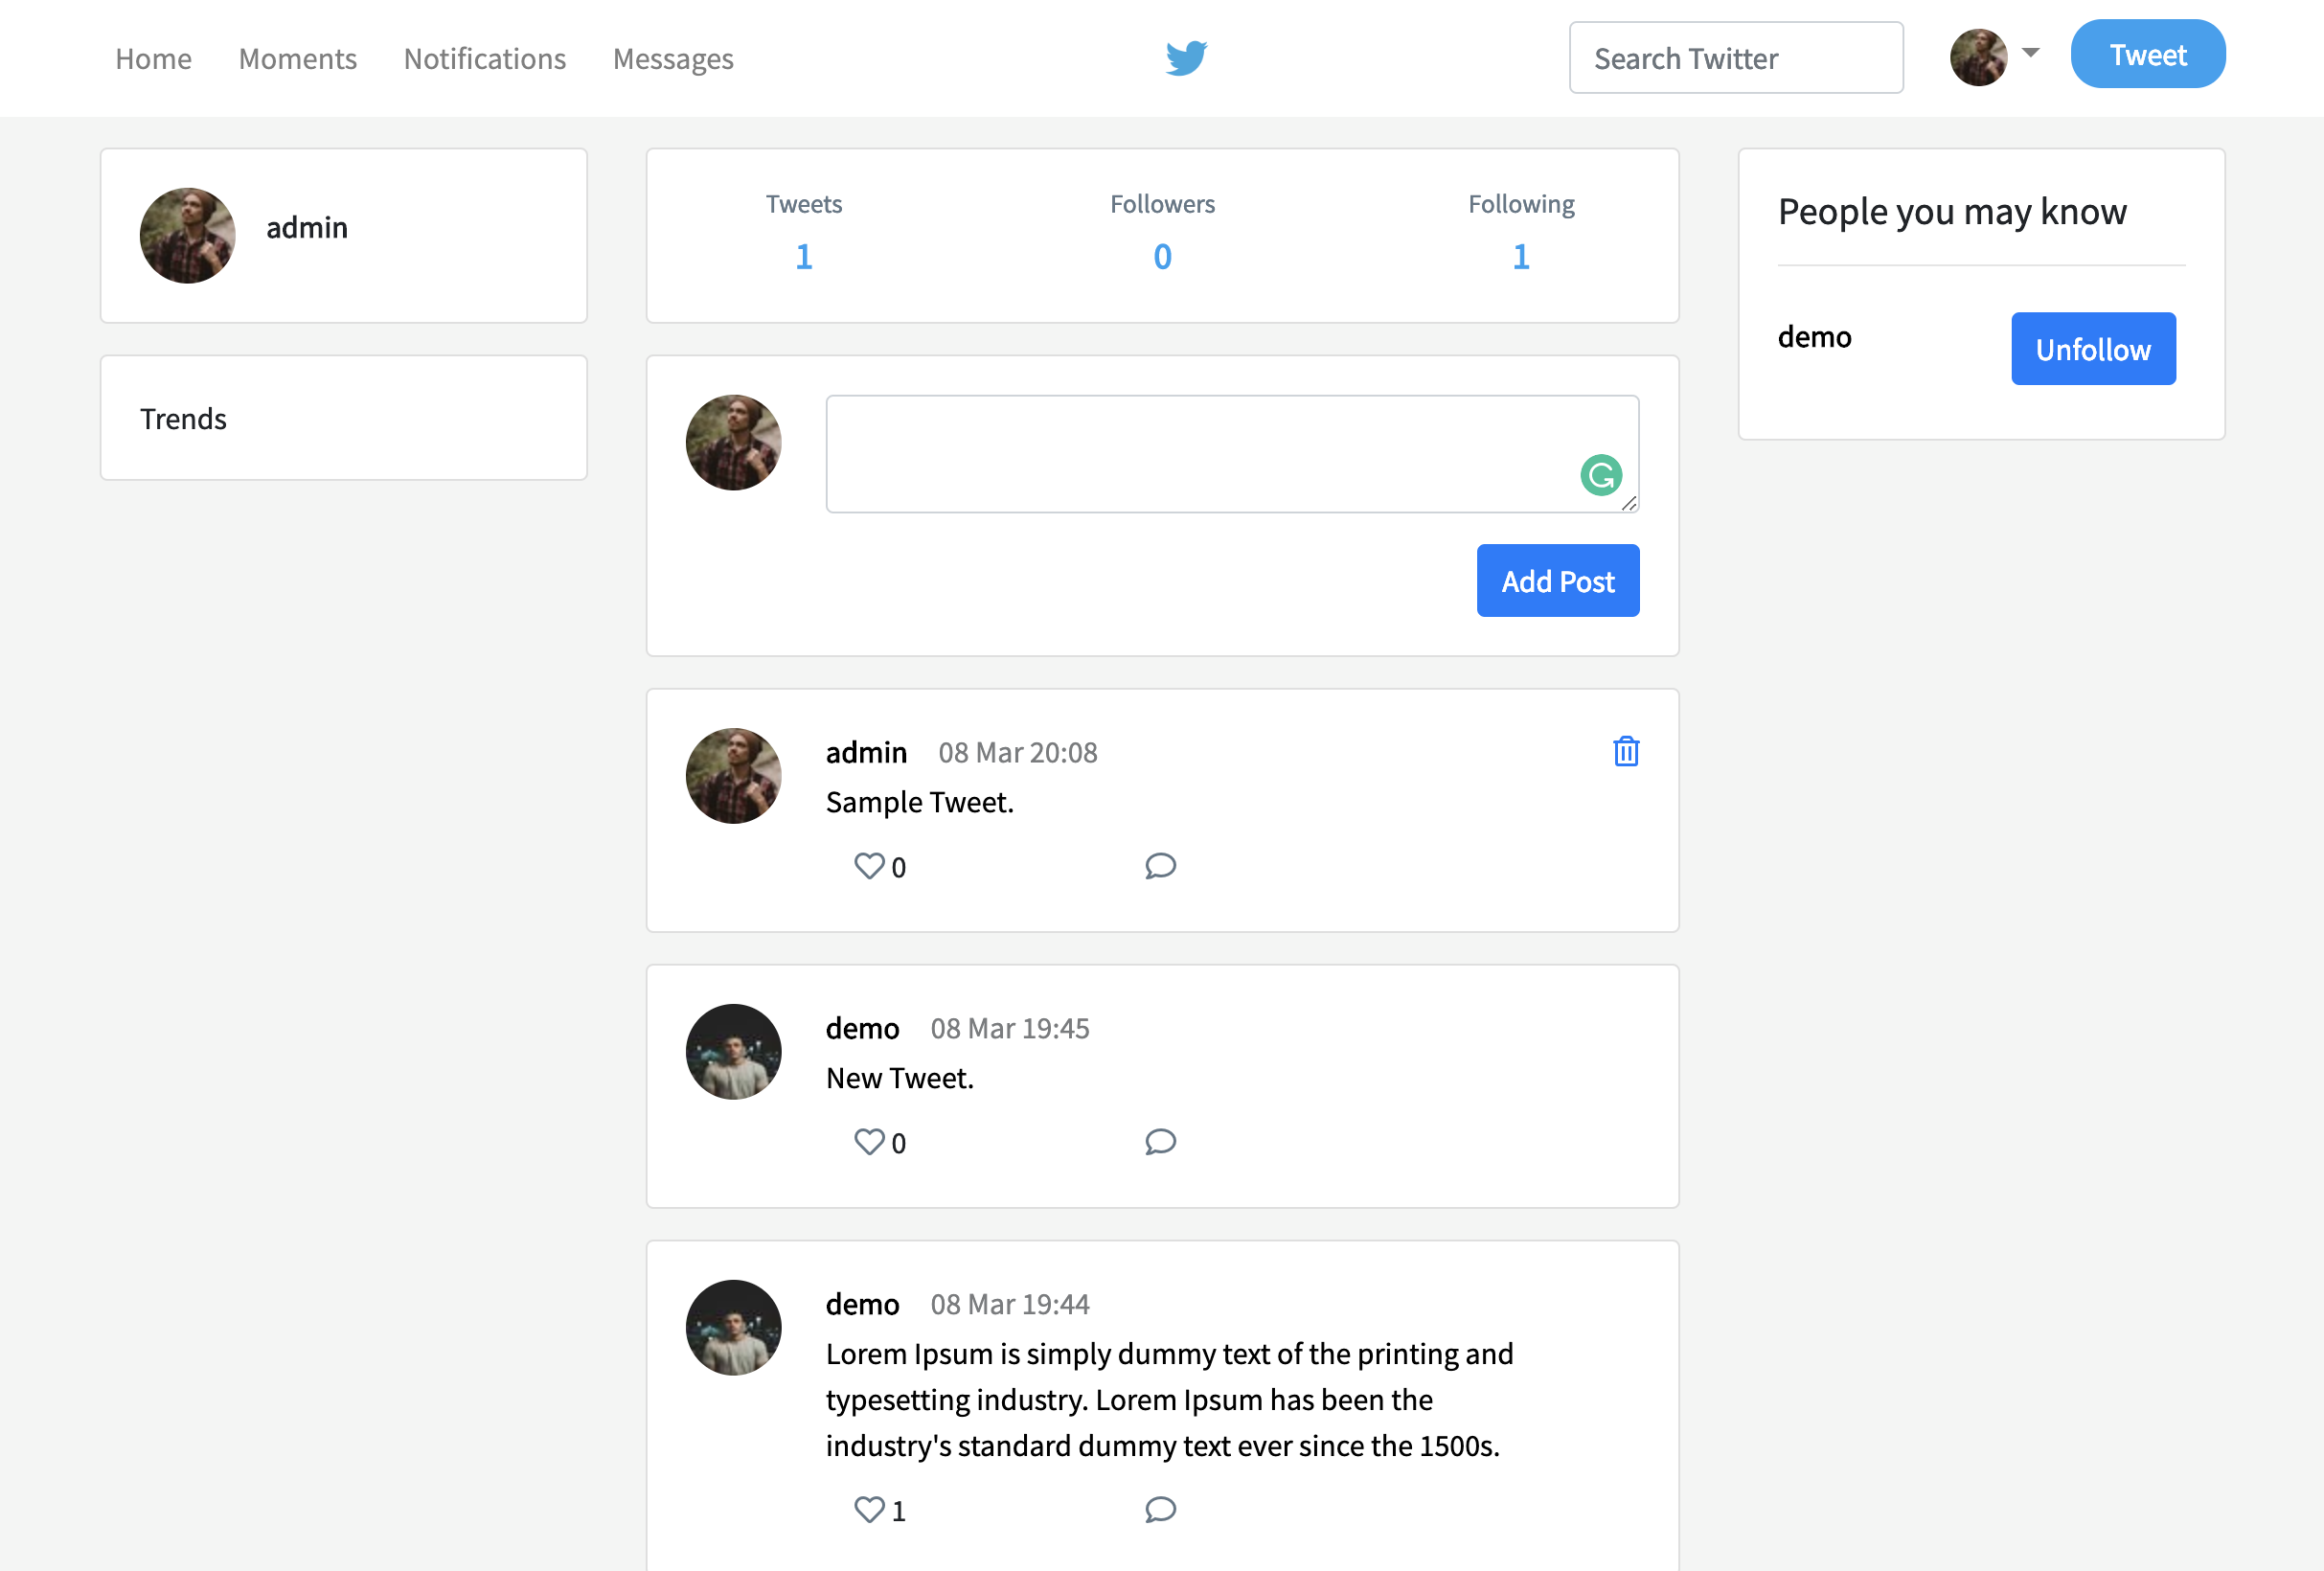 Home Moments Notifications Messages
Search Twitter
Tweet
admin
Trends
Tweets Followers Following
1 0 1
Add Post
admin 08 Mar 20:08
Sample Tweet.
0
demo 08 Mar 19:45
New Tweet.
0
demo 08 Mar 19:44
Lorem Ipsum is simply dummy text of the printing and
typesetting industry. Lorem Ipsum has been the
industry's standard dummy text ever since the 1500s.
1
People you may know
demo Unfollow